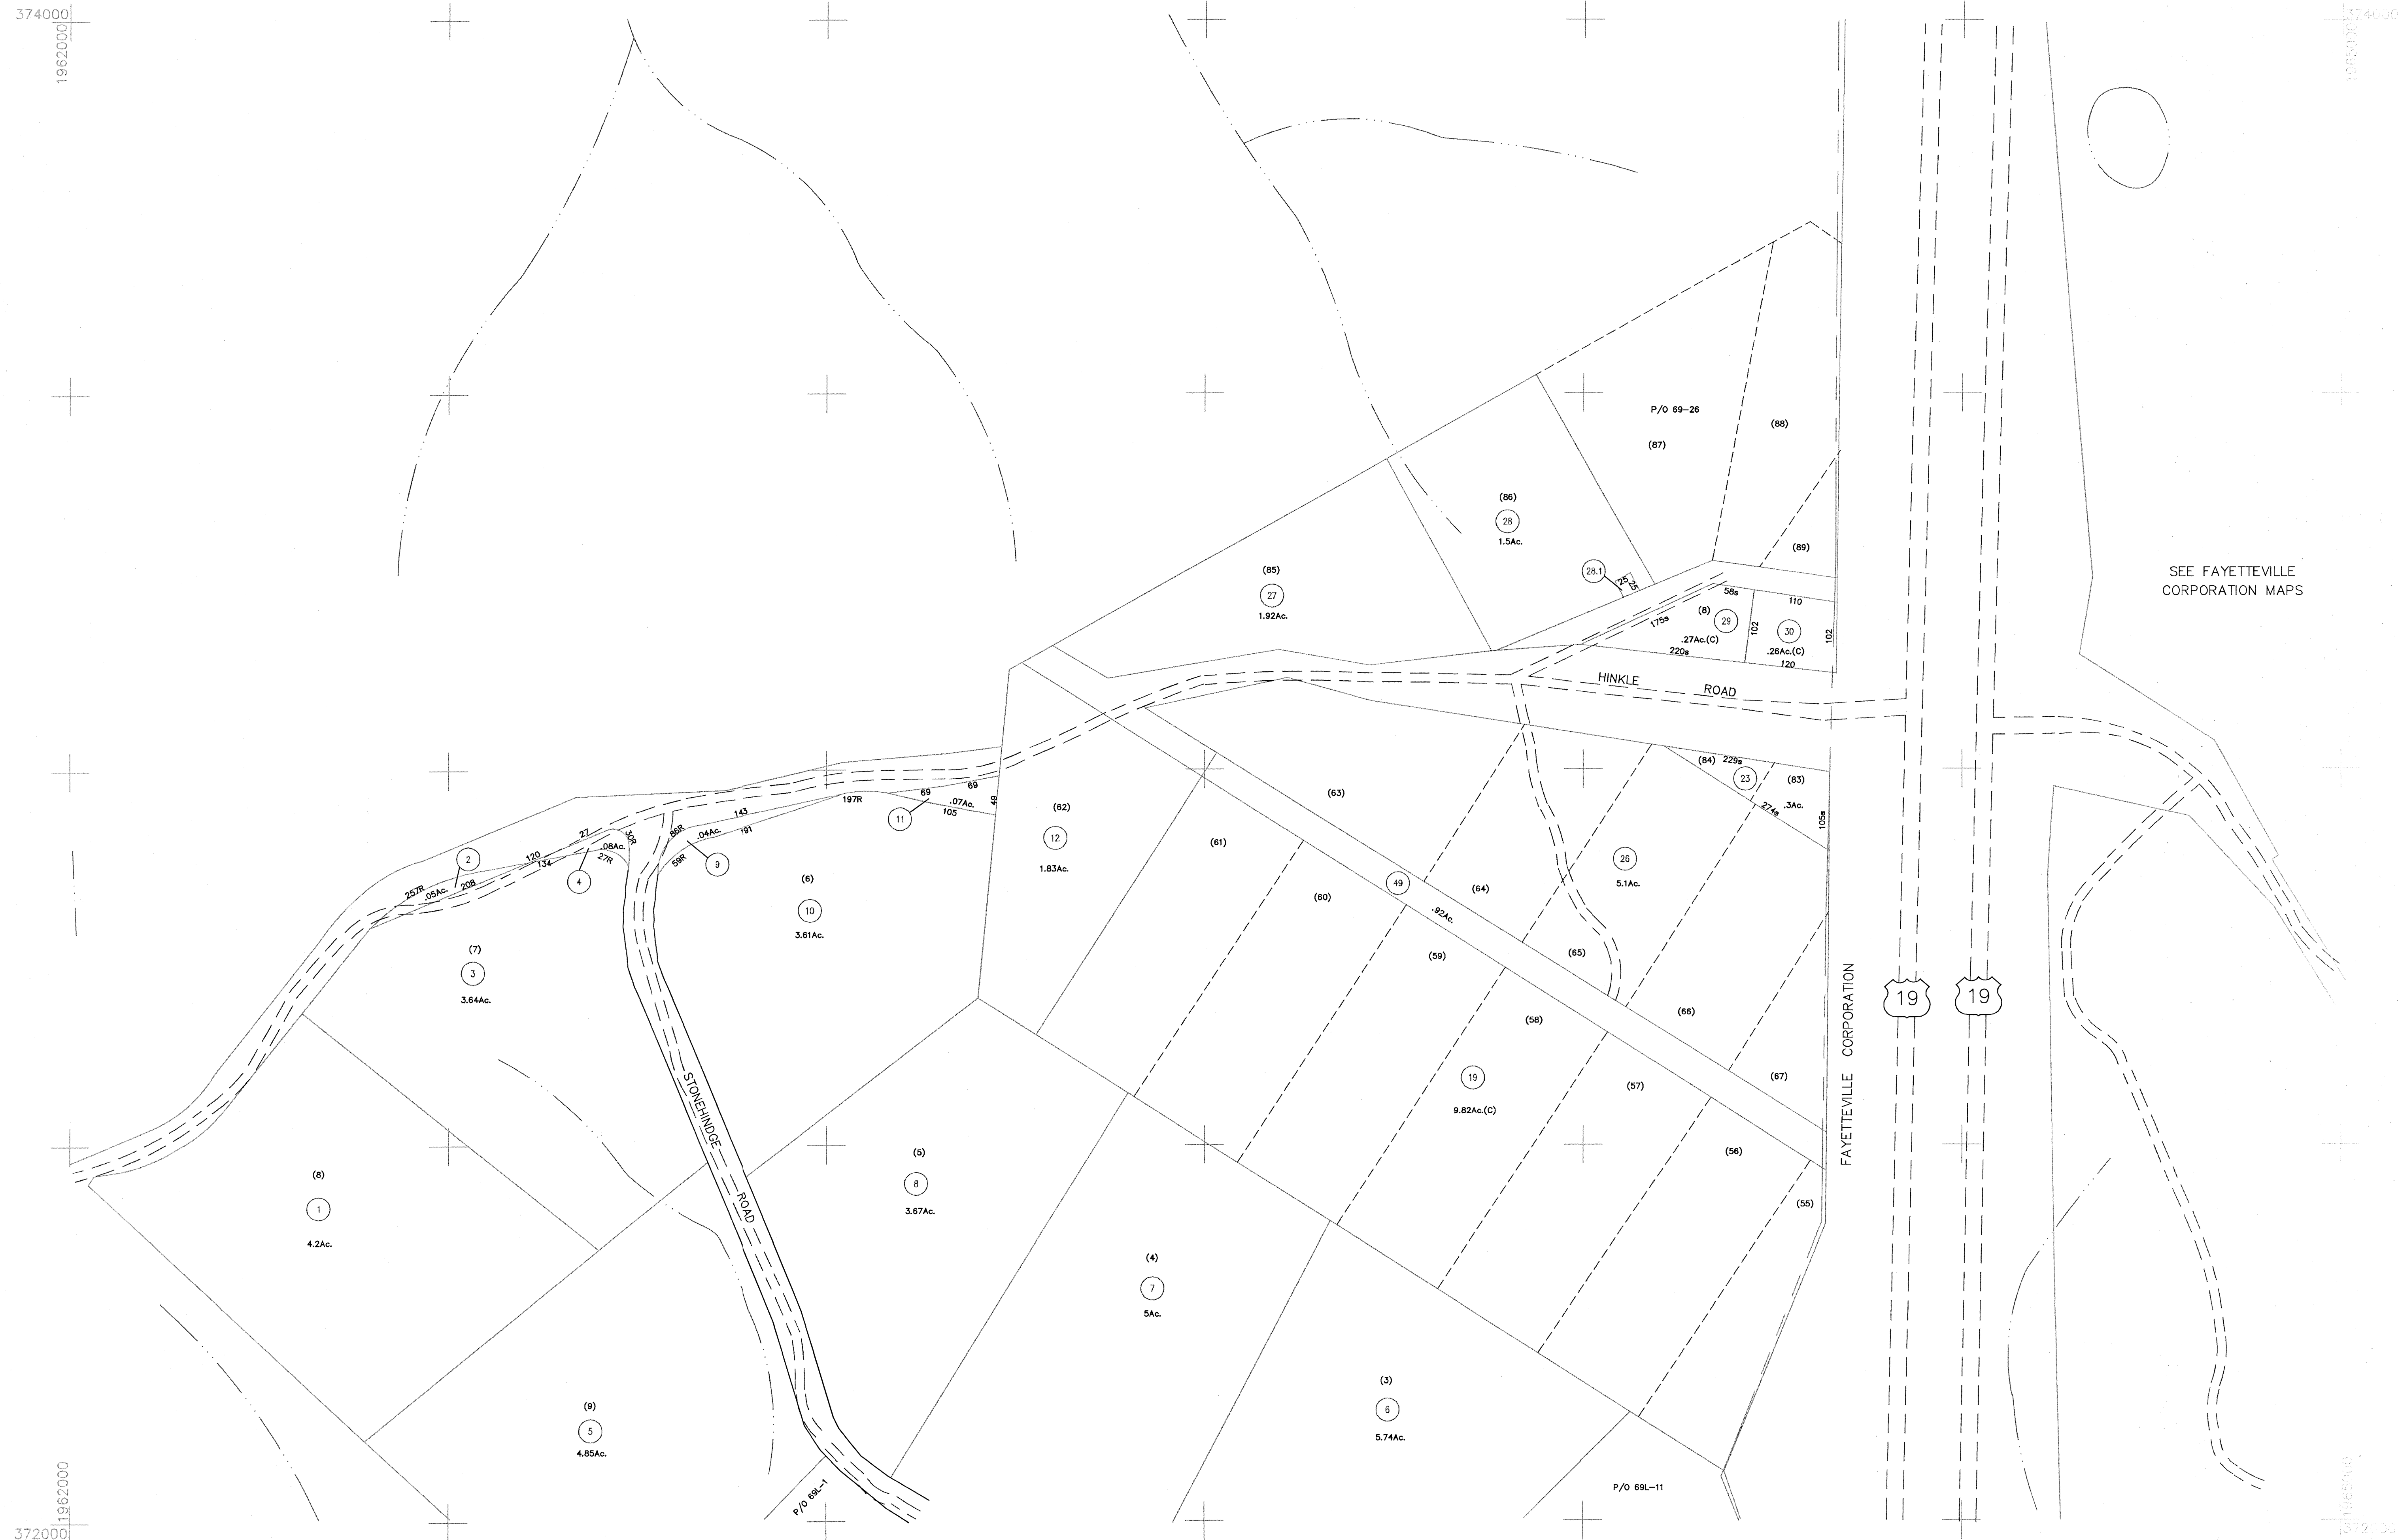 374000
1962000
374000
1965000
P/O 69-26
(88)
(87)
(86)
28
1.5Ac.
(89)
(85)
27
1.92Ac.
28.1
25
25
SEE FAYETTEVILLE
CORPORATION MAPS
58s
110
(8)
29
175s
102
30
102
.27Ac.(C)
220s
.26Ac.(C)
120
HINKLE ROAD
(84)
229s
23
(83)
.3Ac.
274s
105s
(63)
69
69
.07Ac.
49
105
11
197R
143
.04Ac.
191
86R
59R
9
30R
27
.08Ac.
27R
4
120
134
2
257R
.05Ac.
208
(62)
12
1.83Ac.
(61)
(60)
49
.92Ac.
(64)
26
5.1Ac.
(6)
10
3.61Ac.
(7)
3
3.64Ac.
(59)
(65)
(58)
(66)
19
19
FAYETTEVILLE CORPORATION
STONEHINDGE ROAD
19
9.82Ac.(C)
(57)
(67)
(56)
(55)
(8)
1
4.2Ac.
(5)
8
3.67Ac.
(4)
7
5Ac.
(3)
6
5.74Ac.
(9)
5
4.85Ac.
P/O 69L-1
P/O 69L-11
1962000
372000
1965000
372000